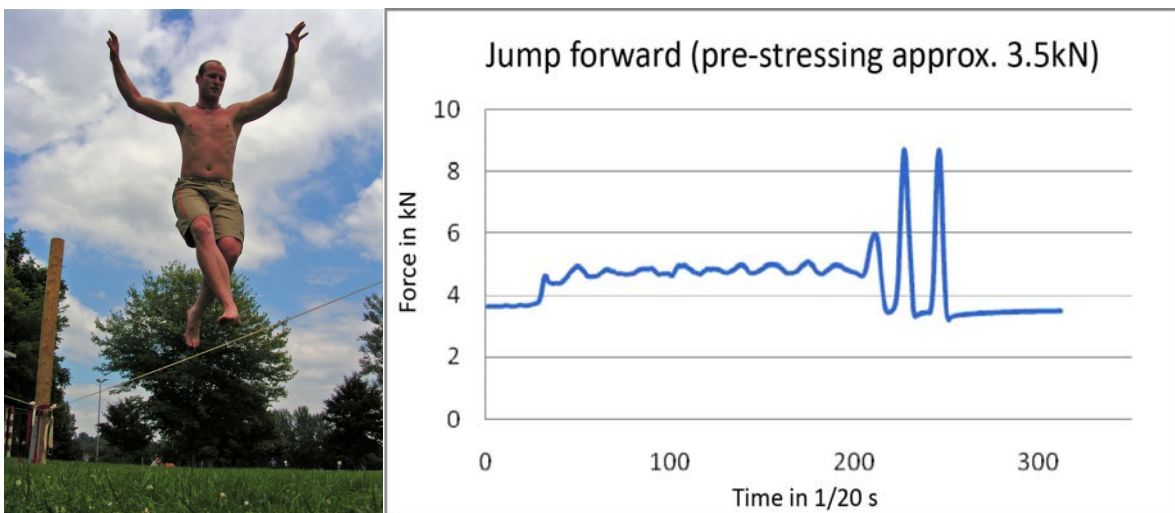 Jump forward (pre-stressing approx. 3.5kN)
10
8
6
4
2
0
Force in kN
0 100 200 300
Time in 1/20 s